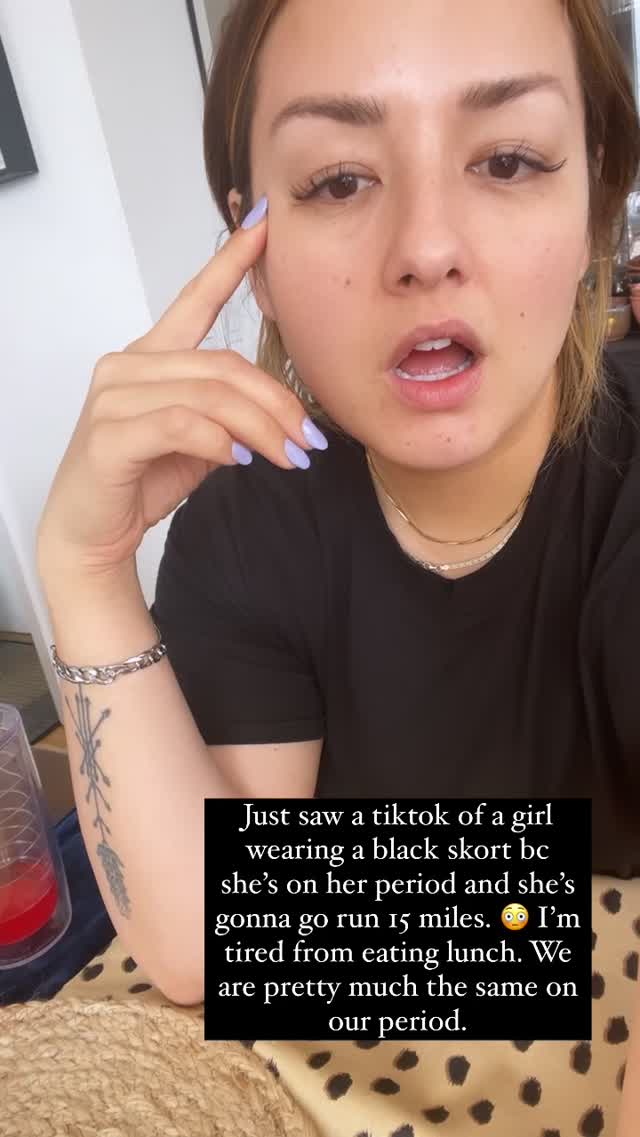 Just saw a tiktok of a girl
wearing a black skort bc
she's on her period and she's
gonna go run 15 miles. 😳 I'm
tired from eating lunch. We
are pretty much the same on
our period.